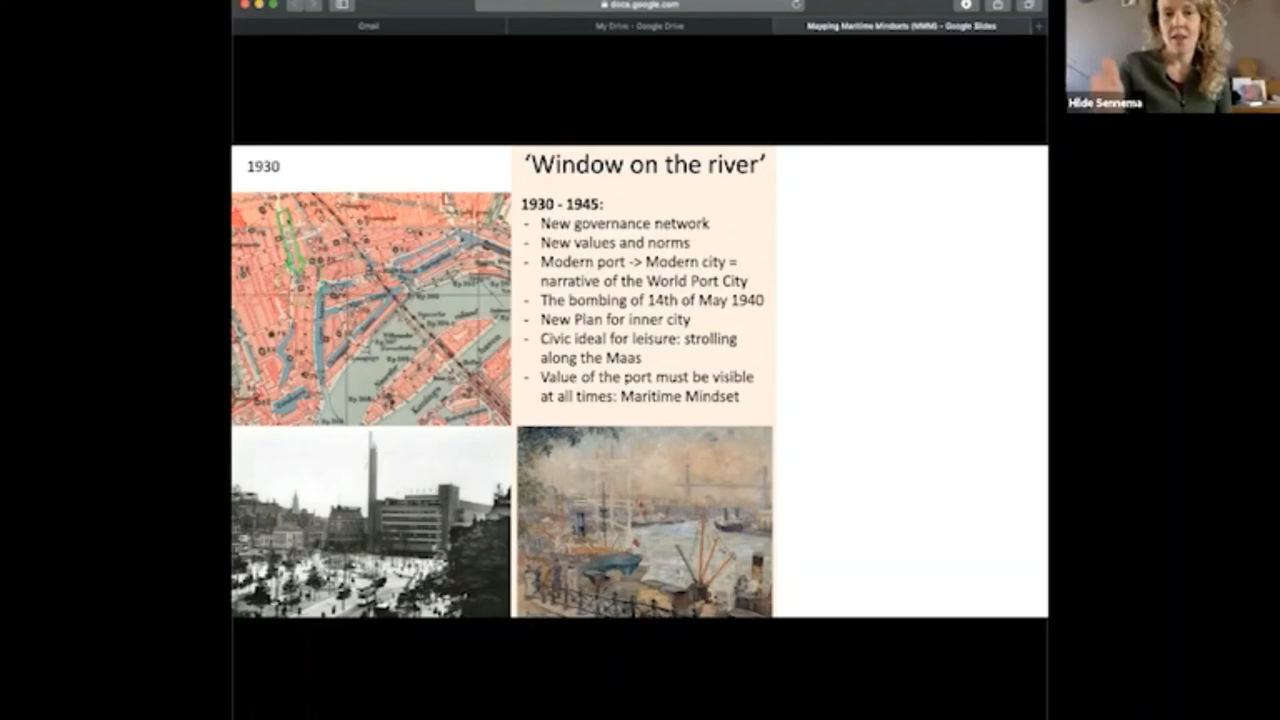 docs.google.com
Gmail
My Drive - Google Drive
Mapping Maritime Mindsets (MMM) - Google Slides
Hilde Sennema
1930
'Window on the river'
1930 - 1945:
- New governance network
- New values and norms
- Modern port -> Modern city =
narrative of the World Port City
- The bombing of 14th of May 1940
- New Plan for inner city
- Civic ideal for leisure: strolling
along the Maas
- Value of the port must be visible
at all times: Maritime Mindset